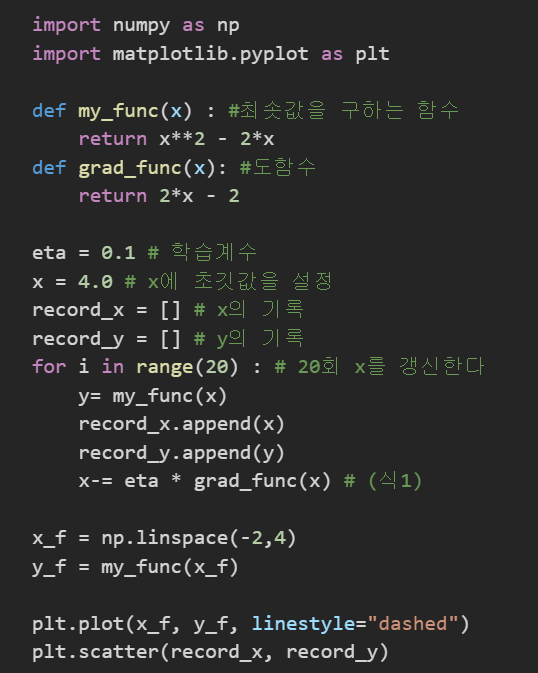 import numpy as np
import matplotlib.pyplot as plt
def my_func(x) : #최솟값을 구하는 함수
    return x**2 - 2*x
def grad_func(x): #도함수
    return 2*x - 2
eta = 0.1 # 학습계수
x = 4.0 # x에 초깃값을 설정
record_x = [] # x의 기록
record_y = [] # y의 기록
for i in range(20) : # 20회 x를 갱신한다
    y= my_func(x)
    record_x.append(x)
    record_y.append(y)
    x-= eta * grad_func(x) # (식1)
x_f = np.linspace(-2,4)
y_f = my_func(x_f)
plt.plot(x_f, y_f, linestyle="dashed")
plt.scatter(record_x, record_y)